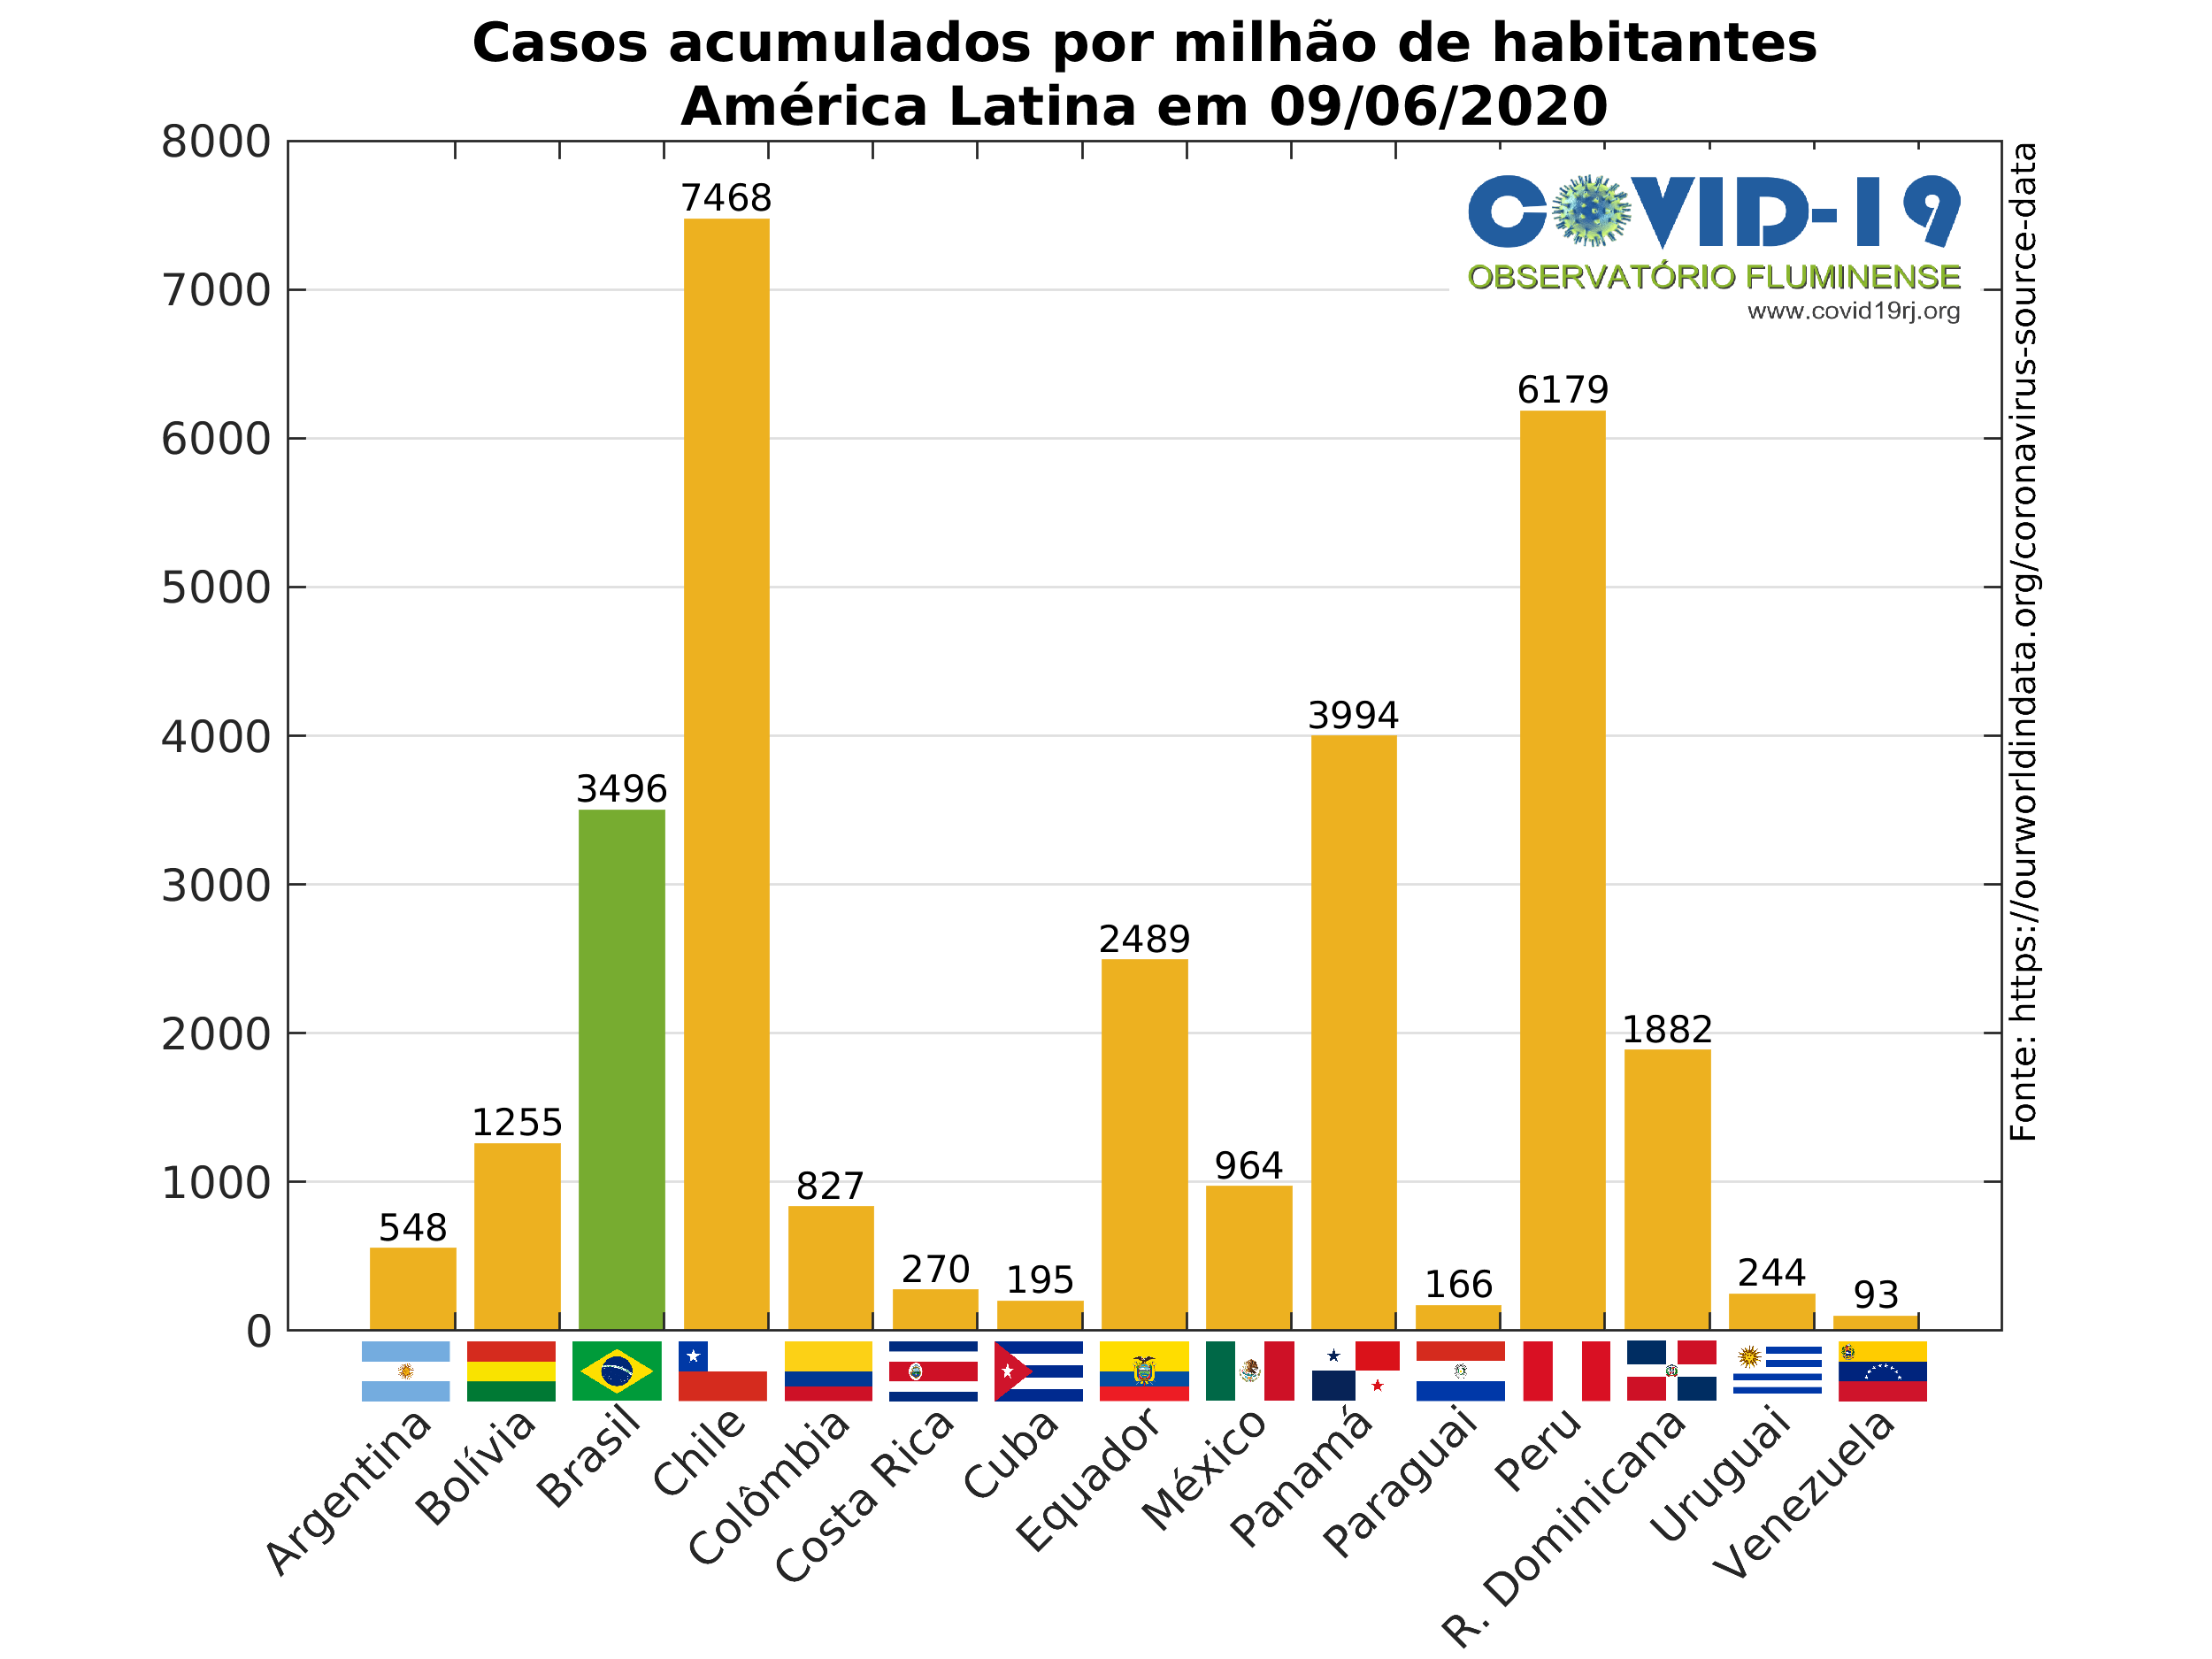 Casos acumulados por milhão de habitantes
América Latina em 09/06/2020
8000
7000
6000
5000
4000
3000
2000
1000
0
548
1255
3496
7468
827
270
195
2489
964
3994
166
6179
1882
244
93
COVID-19
OBSERVATÓRIO FLUMINENSE
www.covid19rj.org
Fonte: https://ourworldindata.org/coronavirus-source-data
Argentina
Bolívia
Brasil
Chile
Colômbia
Costa Rica
Cuba
Equador
México
Panamá
Paraguai
Peru
R. Dominicana
Uruguai
Venezuela